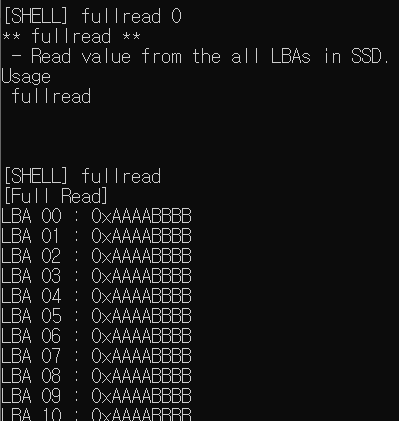 [SHELL] fullread 0
** fullread **
 - Read value from the all LBAs in SSD.
Usage
 fullread
[SHELL] fullread
[Full Read]
LBA 00 : 0xAAAABBBB
LBA 01 : 0xAAAABBBB
LBA 02 : 0xAAAABBBB
LBA 03 : 0xAAAABBBB
LBA 04 : 0xAAAABBBB
LBA 05 : 0xAAAABBBB
LBA 06 : 0xAAAABBBB
LBA 07 : 0xAAAABBBB
LBA 08 : 0xAAAABBBB
LBA 09 : 0xAAAABBBB
LBA 10 : 0xAAAABBBB